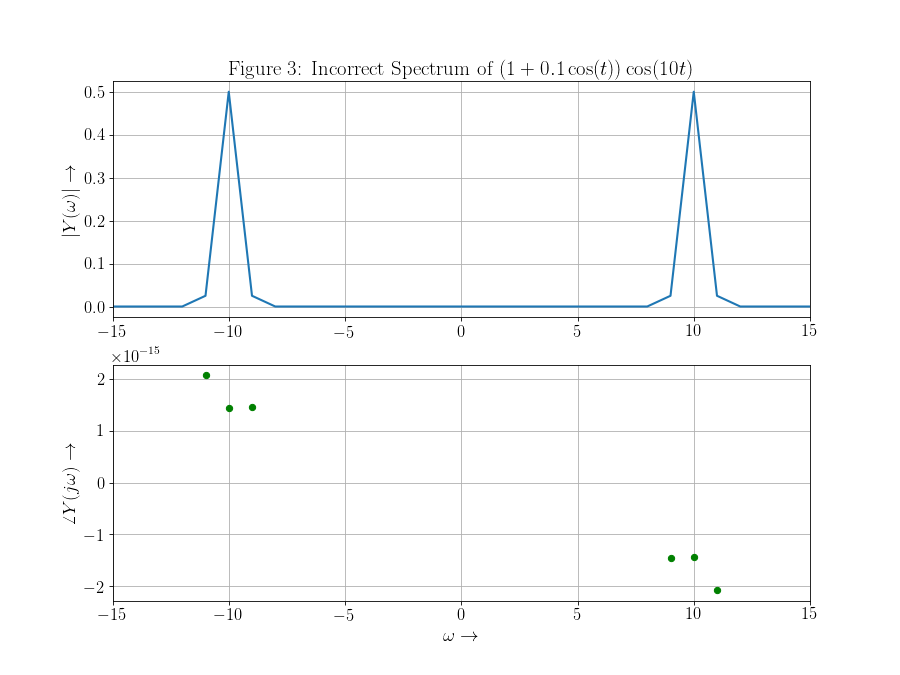 Figure 3: Incorrect Spectrum of (1 + 0.1 cos(t)) cos(10t)
|Y(ω)| →
0.5
0.4
0.3
0.2
0.1
0.0
−15 −10 −5 0 5 10 15
×10⁻¹⁵
∠Y(jω) →
2
1
0
−1
−2
−15 −10 −5 0 5 10 15
ω →